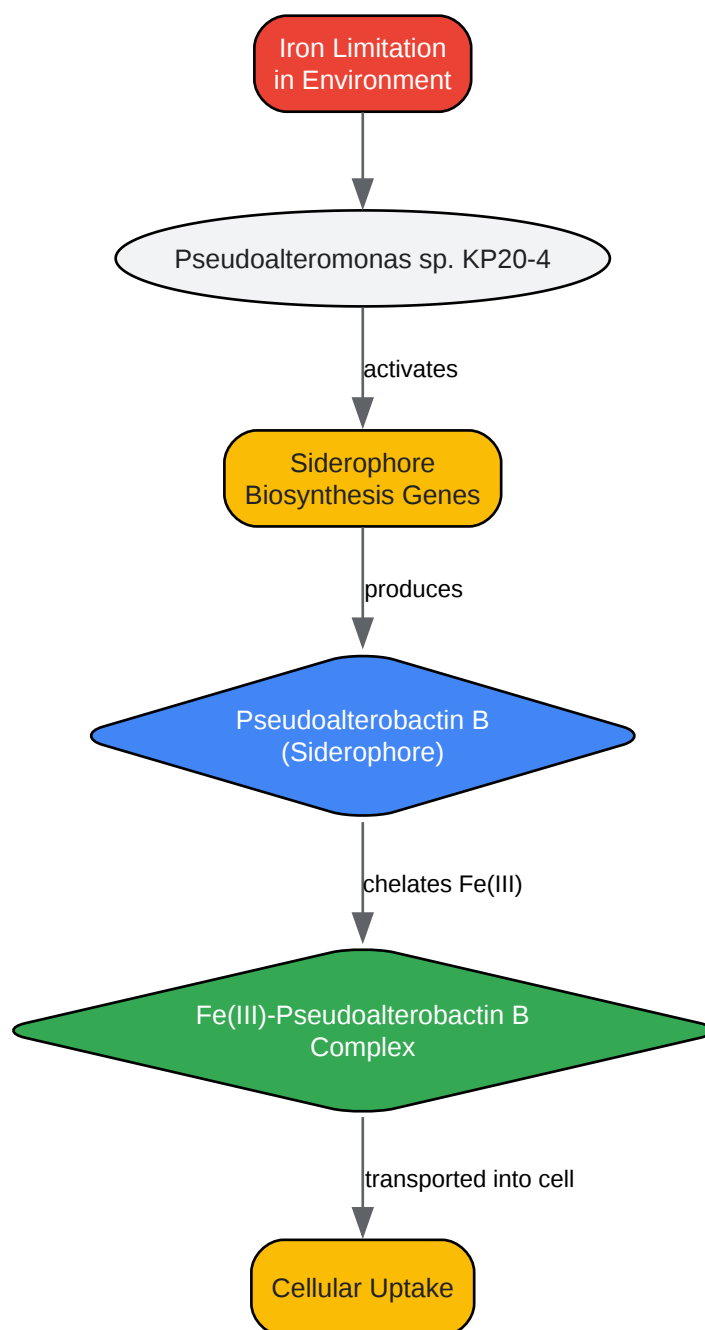 Iron Limitation
in Environment
Pseudoalteromonas sp. KP20-4
activates
Siderophore
Biosynthesis Genes
produces
Pseudoalterobactin B
(Siderophore)
chelates Fe(III)
Fe(III)-Pseudoalterobactin B
Complex
transported into cell
Cellular Uptake